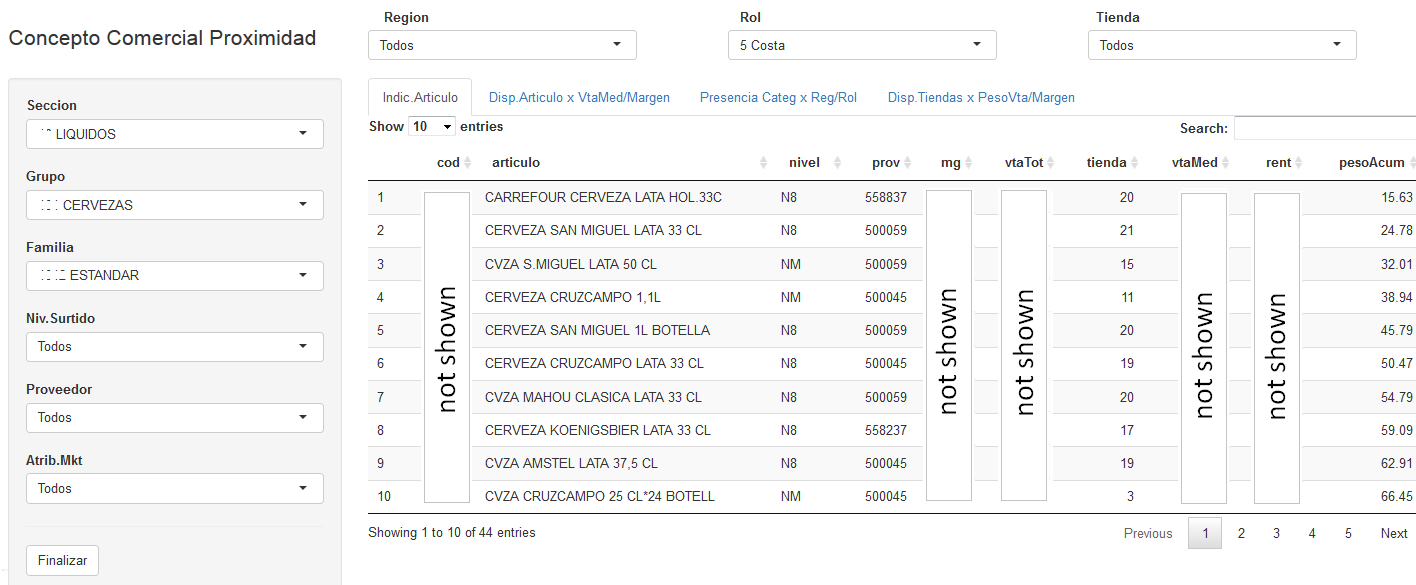 Concepto Comercial Proximidad
Region Rol Tienda
Todos 5 Costa Todos
Seccion
LIQUIDOS
Grupo
CERVEZAS
Familia
ESTANDAR
Niv.Surtido
Todos
Proveedor
Todos
Atrib.Mkt
Todos
Finalizar
Indic.Articulo Disp.Articulo x VtaMed/Margen Presencia Categ x Reg/Rol Disp.Tiendas x PesoVta/Margen
Show 10 entries Search:
cod articulo nivel prov mg vtaTot tienda vtaMed rent pesoAcum
1 CARREFOUR CERVEZA LATA HOL.33C N8 558837 20 15.63
2 CERVEZA SAN MIGUEL LATA 33 CL N8 500059 21 24.78
3 CVZA S.MIGUEL LATA 50 CL NM 500059 15 32.01
4 CERVEZA CRUZCAMPO 1,1L NM 500045 11 38.94
5 CERVEZA SAN MIGUEL 1L BOTELLA N8 500059 20 45.79
6 CERVEZA CRUZCAMPO LATA 33 CL N8 500045 19 50.47
7 CVZA MAHOU CLASICA LATA 33 CL N8 500059 20 54.79
8 CERVEZA KOENIGSBIER LATA 33 CL N8 558237 17 59.09
9 CVZA AMSTEL LATA 37,5 CL N8 500045 19 62.91
10 CVZA CRUZCAMPO 25 CL*24 BOTELL NM 500045 3 66.45
not shown
not shown
not shown
not shown
not shown
Showing 1 to 10 of 44 entries Previous 1 2 3 4 5 Next